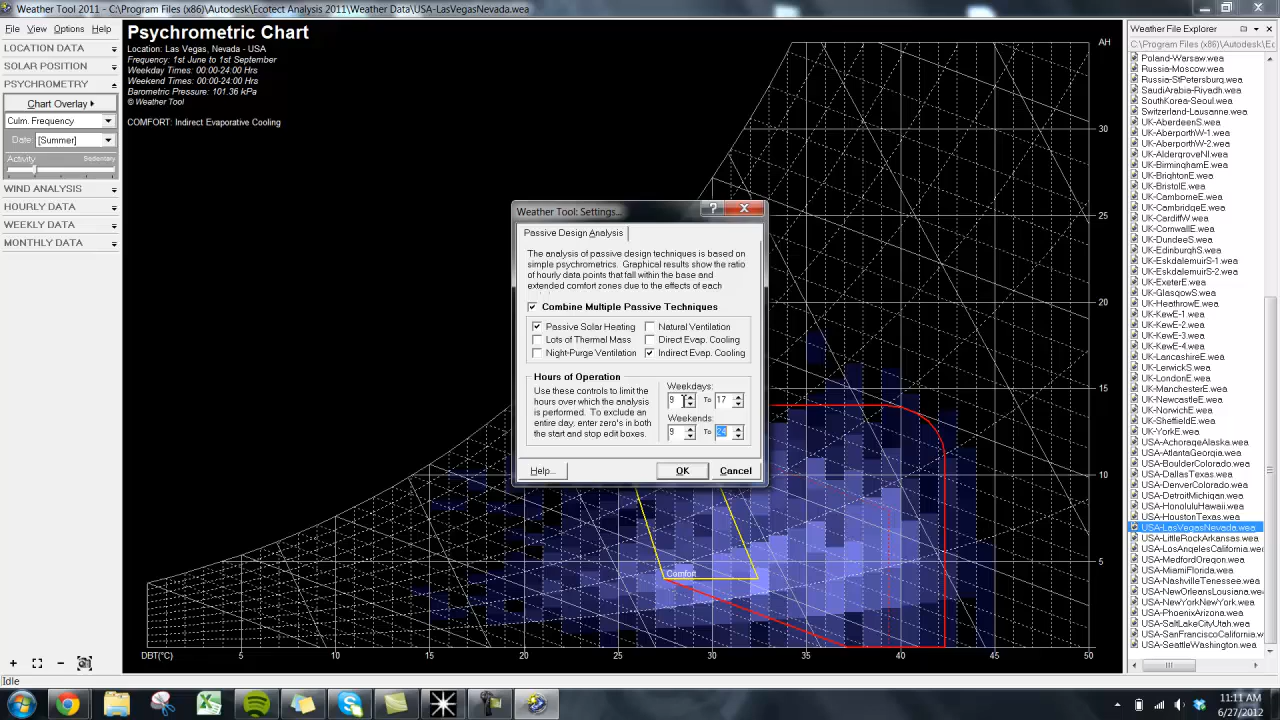 Weather Tool 2011 - C:\Program Files (x86)\Autodesk\Ecotect Analysis 2011\Weather Data\USA-LasVegasNevada.wea
File View Options Help
LOCATION DATA
SOLAR POSITION
PSYCHROMETRY
Chart Overlay
Culm. Frequency
Date: [Summer]
Activity Sedentary
WIND ANALYSIS
HOURLY DATA
WEEKLY DATA
MONTHLY DATA
Psychrometric Chart
Location: Las Vegas, Nevada - USA
Frequency: 1st June to 1st September
Weekday Times: 00:00-24:00 Hrs
Weekend Times: 00:00-24:00 Hrs
Barometric Pressure: 101.36 kPa
© Weather Tool
COMFORT: Indirect Evaporative Cooling
AH
30
25
20
15
10
5
Comfort
DBT(°C) 5 10 15 20 25 30 35 40 45 50
Weather Tool: Settings...
Passive Design Analysis
The analysis of passive design techniques is based on
simple psychrometrics. Graphical results show the ratio
of hourly data points that fall within the base and
extended comfort zones due to the effects of each
Combine Multiple Passive Techniques
Passive Solar Heating Natural Ventilation
Lots of Thermal Mass Direct Evap. Cooling
Night-Purge Ventilation Indirect Evap. Cooling
Hours of Operation
Use these controls to limit the
hours over which the analysis
is performed. To exclude an
entire day, enter zero's in both
the start and stop edit boxes.
Weekdays:
9 To 17
Weekends:
9 To 24
Help... OK Cancel
Weather File Explorer
C:\Program Files (x86)\Autodesk\Ec
Poland-Warsaw.wea
Russia-Moscow.wea
Russia-StPetersburg.wea
SaudiArabia-Riyadh.wea
SouthKorea-Seoul.wea
Switzerland-Lausanne.wea
UK-AberdeenS.wea
UK-AberporthW-1.wea
UK-AberporthW-2.wea
UK-AldergroveNI.wea
UK-BirminghamE.wea
UK-BrightonE.wea
UK-BristolE.wea
UK-CamborneE.wea
UK-CambridgeE.wea
UK-CardiffW.wea
UK-CornwallE.wea
UK-DundeeS.wea
UK-EdinburghS.wea
UK-EskdalemuirS-1.wea
UK-EskdalemuirS-2.wea
UK-ExeterE.wea
UK-GlasgowS.wea
UK-HeathrowE.wea
UK-KewE-1.wea
UK-KewE-2.wea
UK-KewE-3.wea
UK-KewE-4.wea
UK-LancashireE.wea
UK-LerwickS.wea
UK-LondonE.wea
UK-ManchesterE.wea
UK-NewcastleE.wea
UK-NorwichE.wea
UK-SheffieldE.wea
UK-YorkE.wea
USA-AchorageAlaska.wea
USA-AtlantaGeorgia.wea
USA-BoulderColorado.wea
USA-DallasTexas.wea
USA-DenverColorado.wea
USA-DetroitMichigan.wea
USA-HonoluluHawaii.wea
USA-HoustonTexas.wea
USA-LasVegasNevada.wea
USA-LittleRockArkansas.wea
USA-LosAngelesCalifornia.we
USA-MedfordOregon.wea
USA-MiamiFlorida.wea
USA-NashvilleTennessee.wea
USA-NewOrleansLouisiana.we
USA-NewYorkNewYork.wea
USA-PhoenixArizona.wea
USA-SaltLakeCityUtah.wea
USA-SanFranciscoCalifornia.w
USA-SeattleWashington.wea
Idle
11:11 AM
6/27/2012